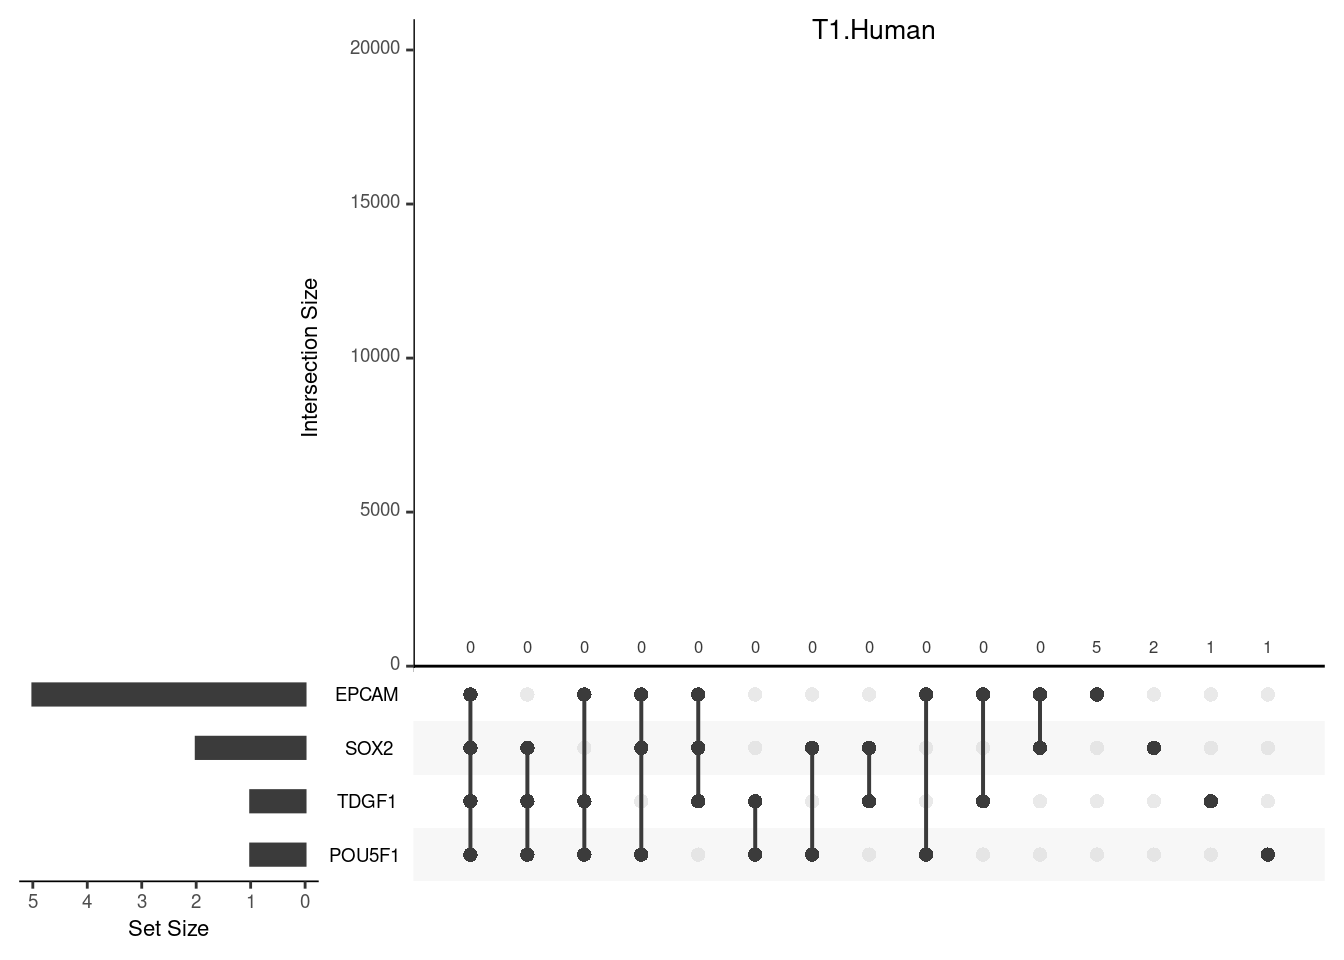 T1.Human
20000
15000
10000
5000
0
Intersection Size
0 0 0 0 0 0 0 0 0 0 0 5 2 1 1
EPCAM
SOX2
TDGF1
POU5F1
5 4 3 2 1 0
Set Size